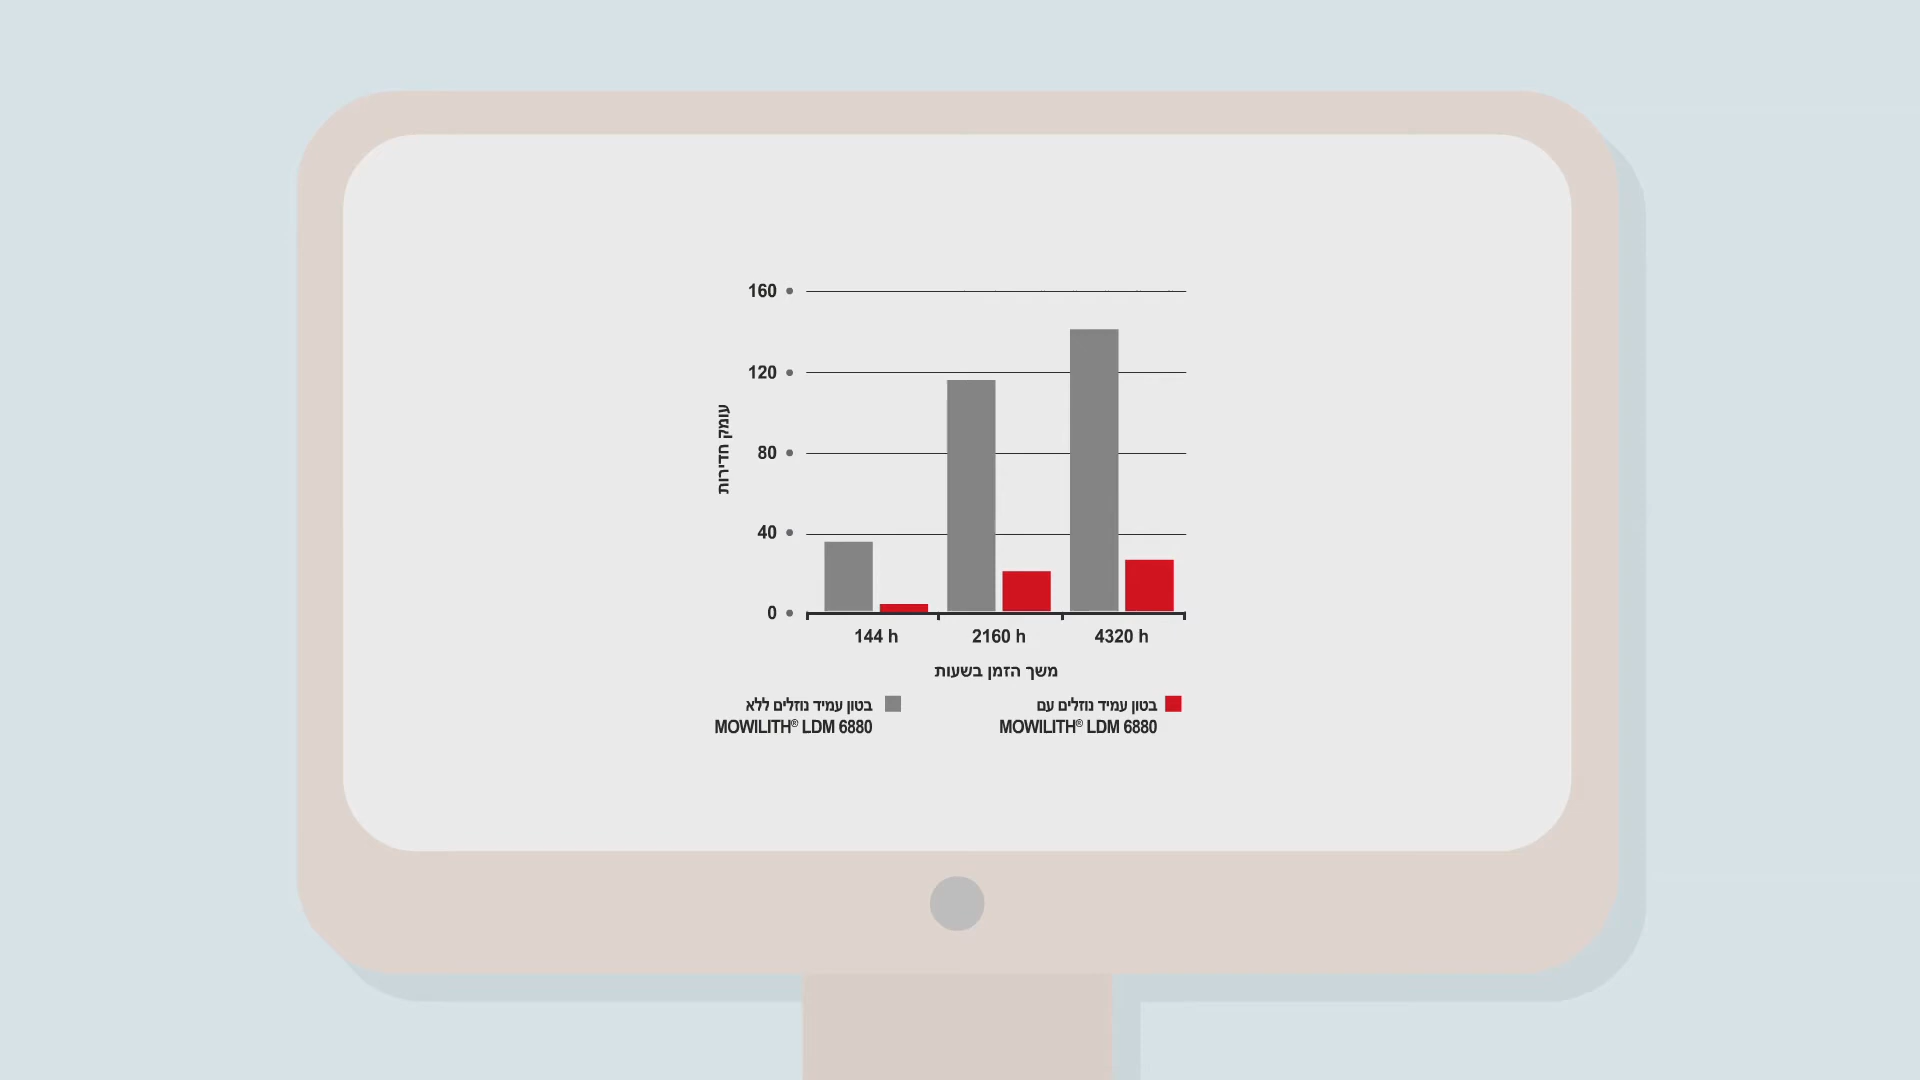 160
120
80
40
0
עומק חדירות
144 h
2160 h
4320 h
משך הזמן בשעות
בטון עמיד נוזלים עם
MOWILITH® LDM 6880
בטון עמיד נוזלים ללא
MOWILITH® LDM 6880